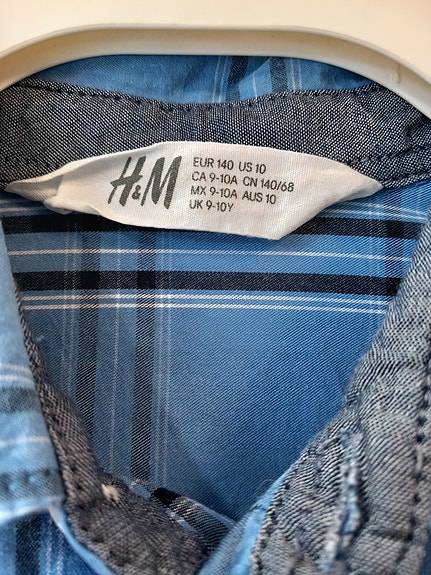 H&M
EUR 140 US 10
CA 9-10A CN 140/68
MX 9-10A AUS 10
UK 9-10Y